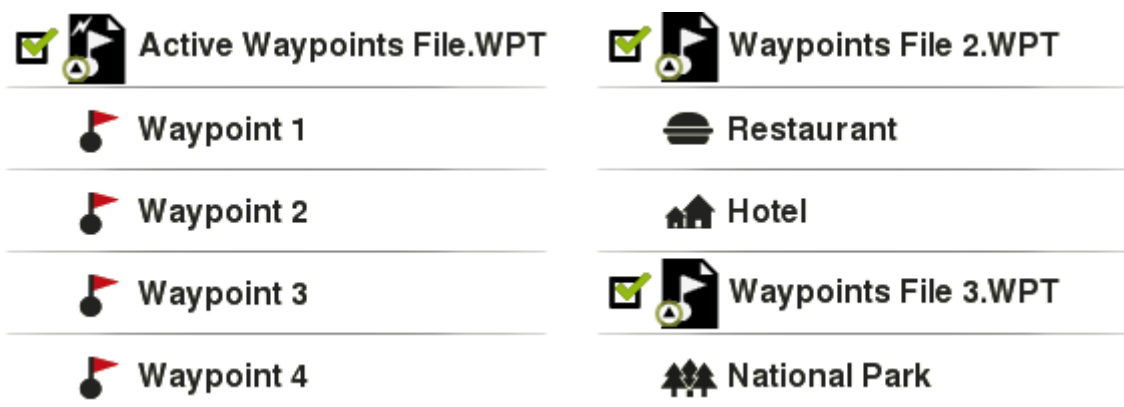 Active Waypoints File.WPT
Waypoint 1
Waypoint 2
Waypoint 3
Waypoint 4
Waypoints File 2.WPT
Restaurant
Hotel
Waypoints File 3.WPT
National Park